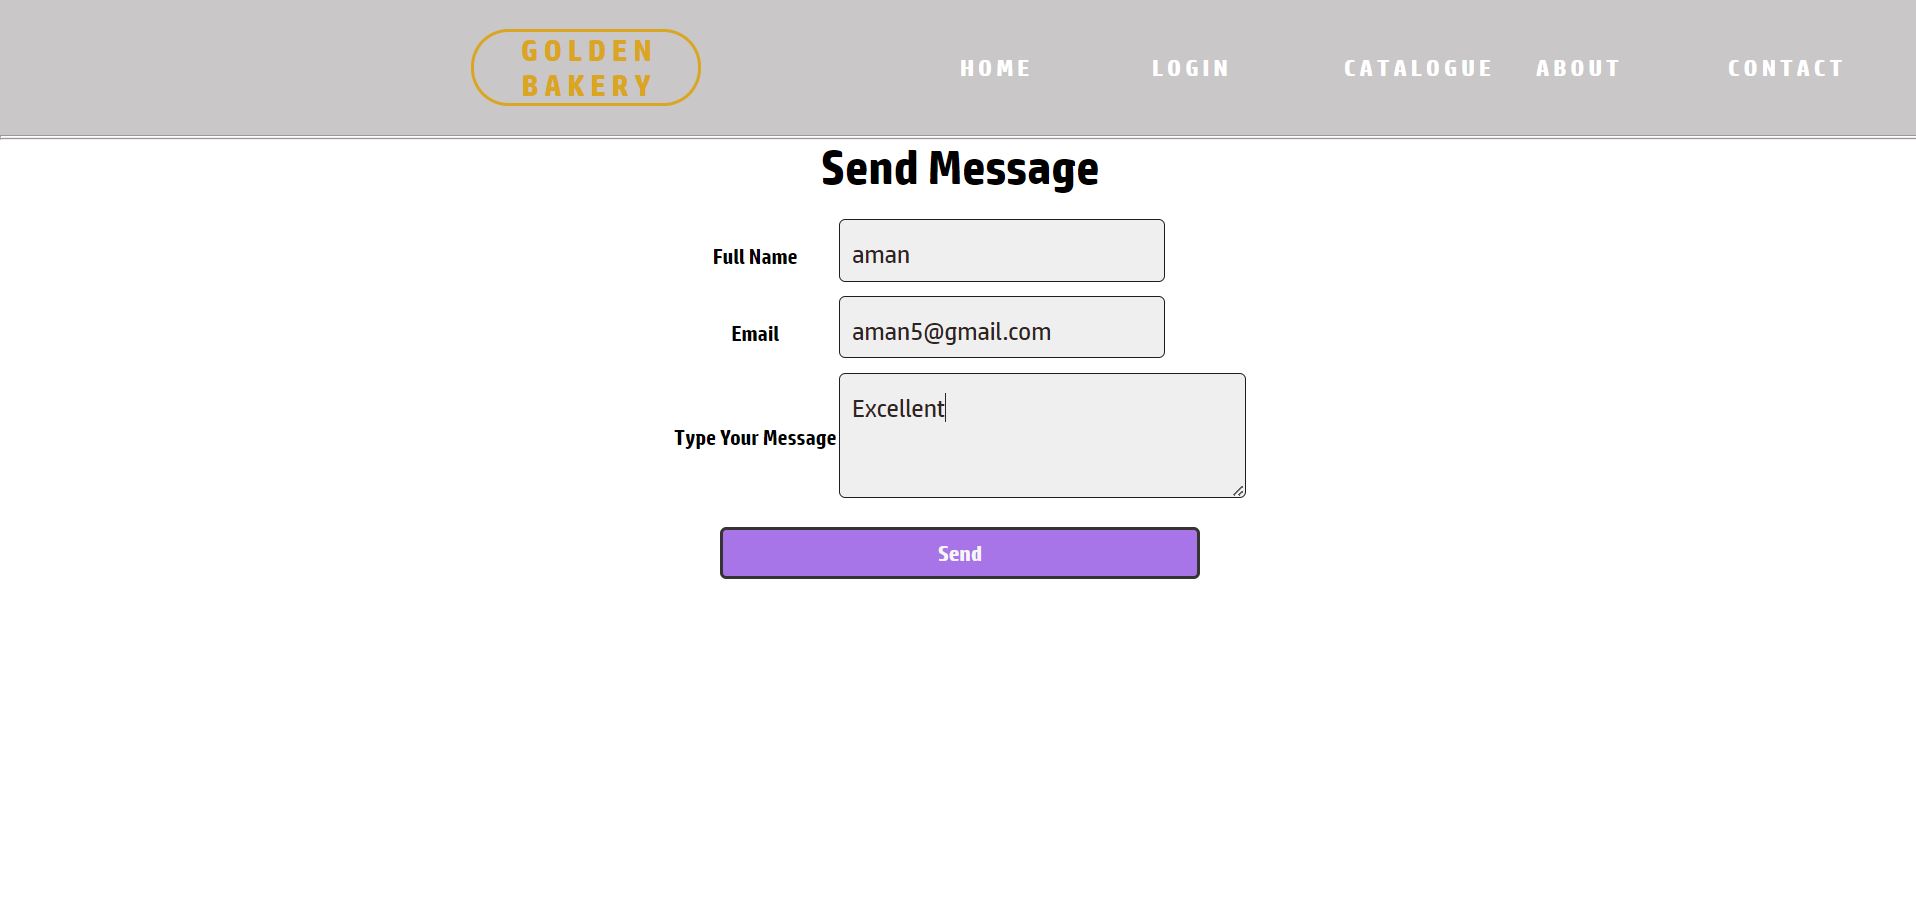 GOLDEN
BAKERY
HOME LOGIN CATALOGUE ABOUT CONTACT
Send Message
Full Name aman
Email aman5@gmail.com
Type Your Message Excellent
Send